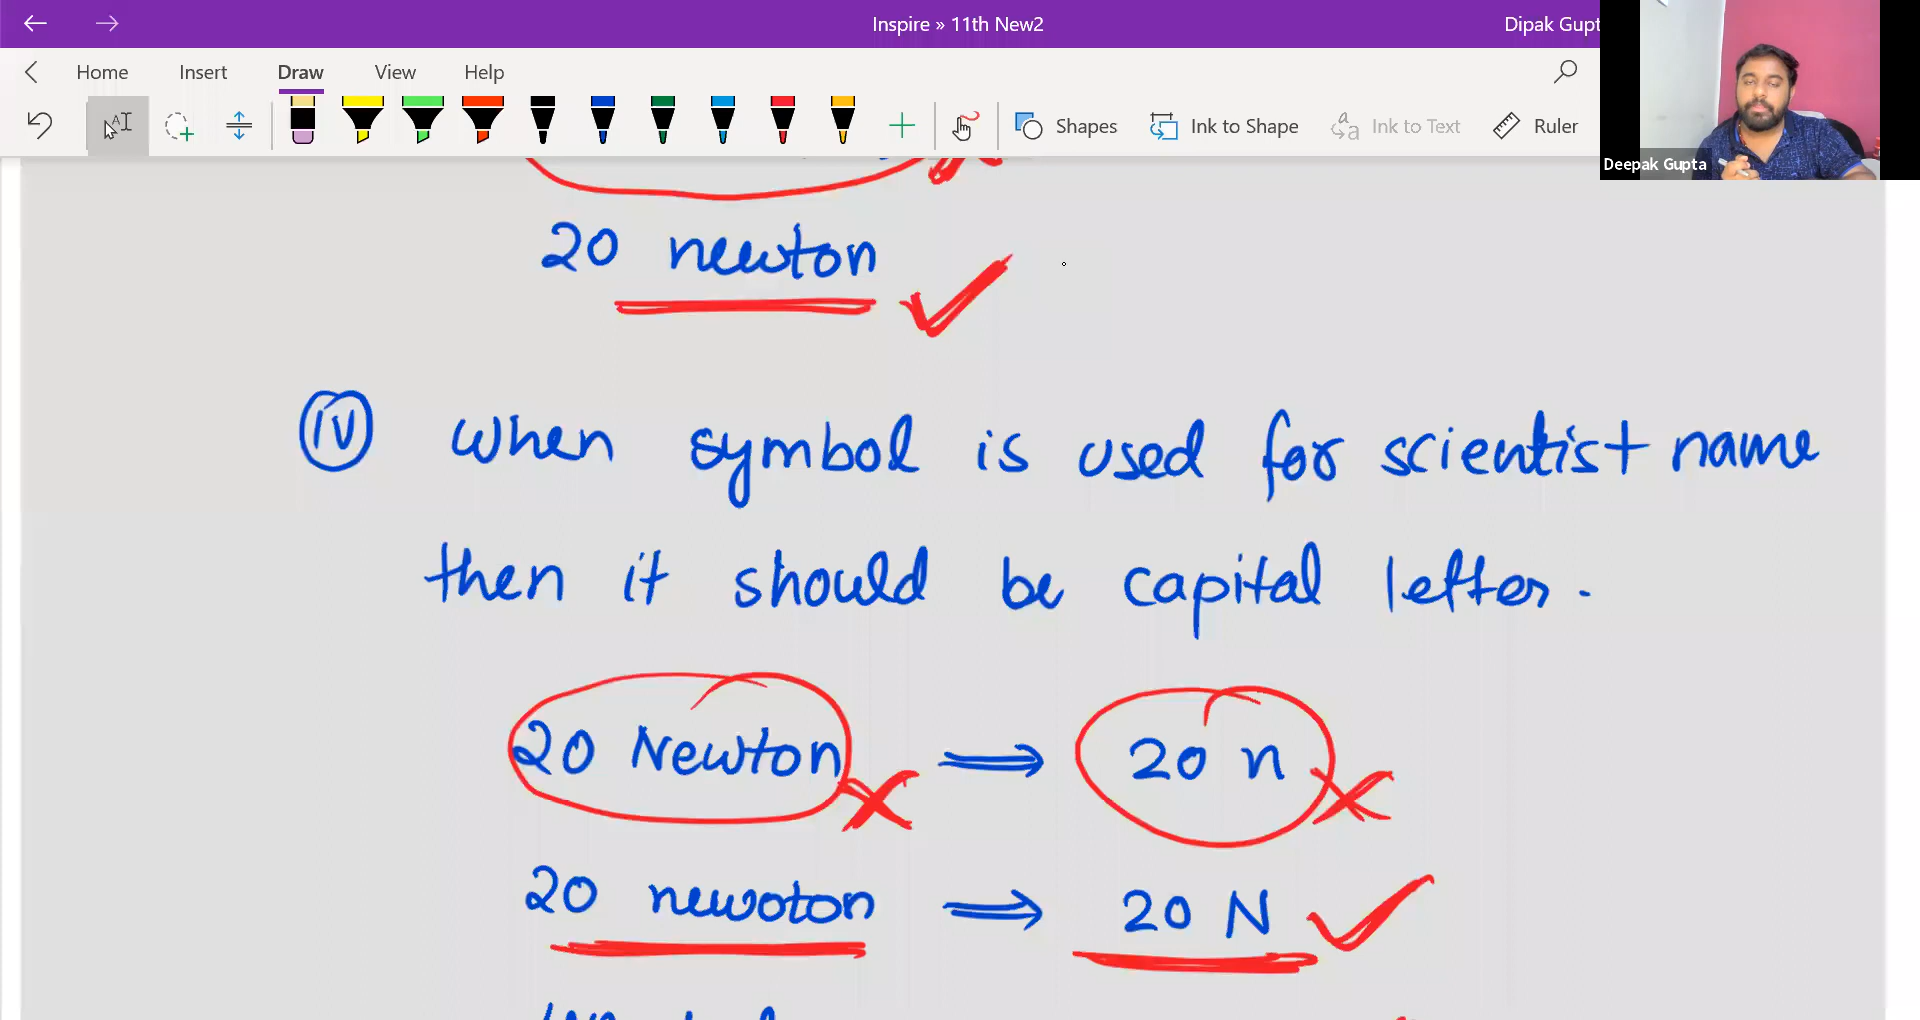 Inspire » 11th New2
Dipak Gupt
Home Insert Draw View Help
Shapes Ink to Shape Ink to Text Ruler
Deepak Gupta
20 newton
(iv) when symbol is used for scientist name
then it should be capital letter.
20 Newton ⇒ 20 n
20 newoton ⇒ 20 N